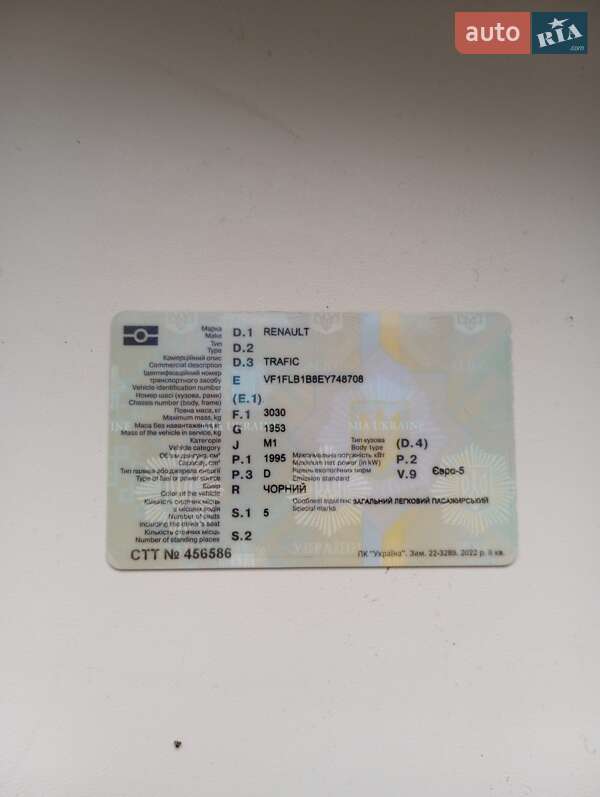 auto RIA .com
Марка
Make D.1 RENAULT
Тип
Type D.2
Комерційний опис
Commercial description D.3 TRAFIC
Ідентифікаційний номер
транспортного засобу E VF1FLB1B8EY748708
Vehicle identification number
Номер шасі (кузова, рами) (E.1)
Chassis number (body, frame)
Повна маса, кг
Maximum mass, kg F.1 3030
Маса без навантаження, кг G 1953
Mass of the vehicle in service, kg MIA UKRAINE
Категорія
Vehicle category J M1 Тип кузова
Body type (D.4)
Об'єм двигуна, см³
Capacity, cm³ P.1 1995 Максимальна потужність, кВт
Maximum net power (in kW) P.2
Тип пального або джерела енергії
Type of fuel or power source P.3 D
Emission standard V.9 Євро-5
Колір
Color of the vehicle R ЧОРНИЙ Особливі відмітки ЗАГАЛЬНИЙ ЛЕГКОВИЙ ПАСАЖИРСЬКИЙ
Special marks
Кількість сидячих місць
з місцем водія S.1 5
Number of seats
including the driver's seat
Кількість стоячих місць
Number of standing places S.2
СТТ № 456586
ПК "Україна". Зам. 22-3289. 2022 р. II кв.